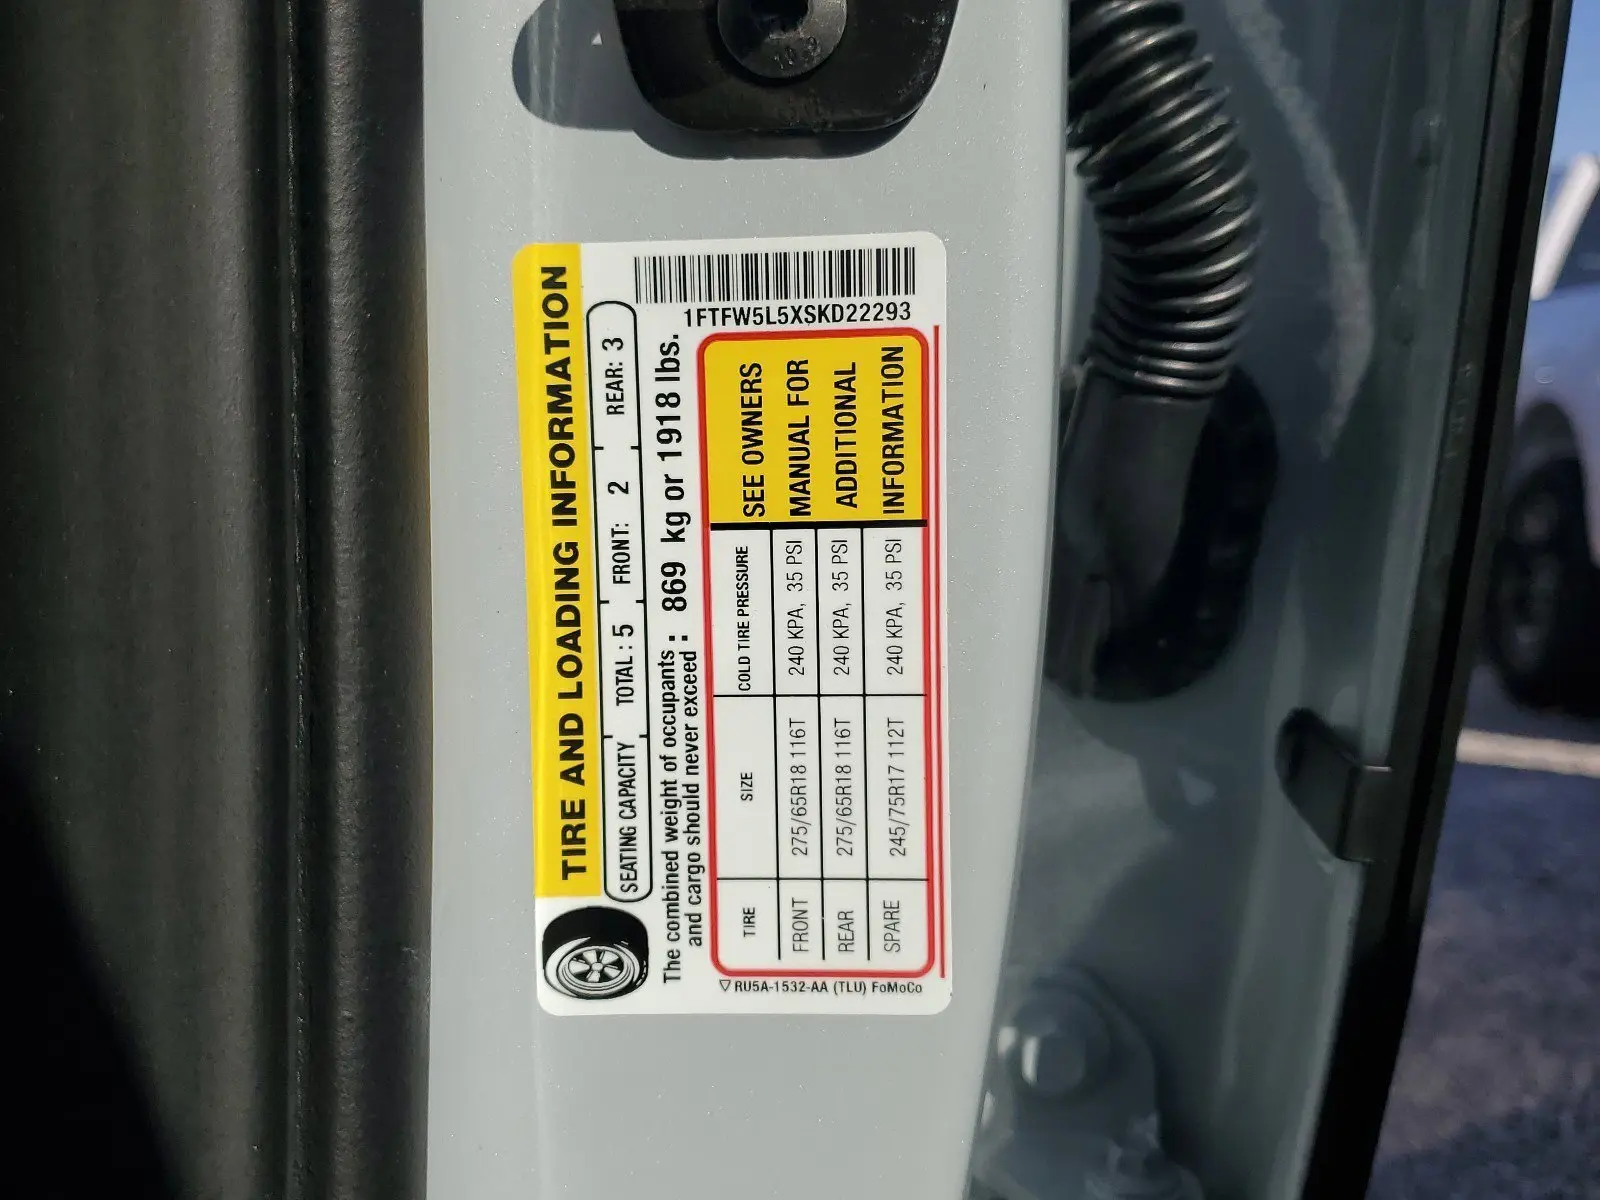 10.9
TIRE AND LOADING INFORMATION
SEATING CAPACITY TOTAL : 5 FRONT: 2 REAR: 3
The combined weight of occupants
and cargo should never exceed : 869 kg or 1918 lbs.
1FTFW5L5XSKD22293
TIRE SIZE COLD TIRE PRESSURE
FRONT 275/65R18 116T 240 KPA, 35 PSI
REAR 275/65R18 116T 240 KPA, 35 PSI
SPARE 245/75R17 112T 240 KPA, 35 PSI
SEE OWNERS
MANUAL FOR
ADDITIONAL
INFORMATION
RU5A-1532-AA (TLU) FoMoCo